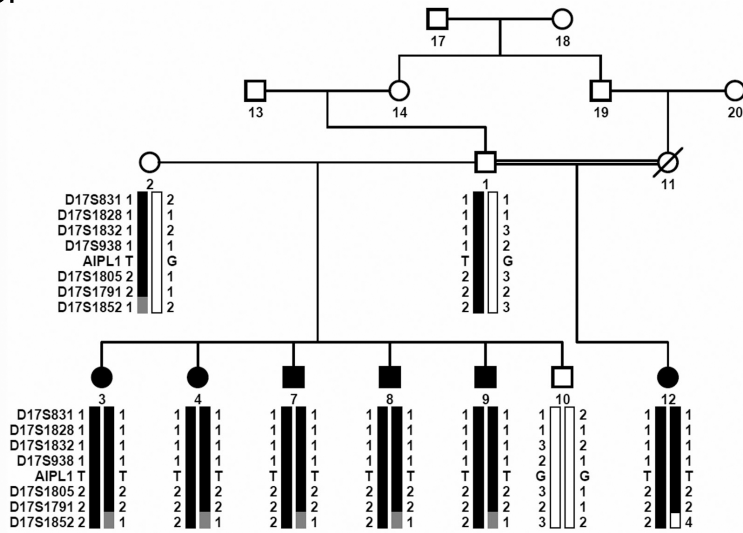 17 18
13 14 19 20
2 1 11
D17S831 1 2 1 1
D17S1828 1 1 1 1
D17S1832 1 2 1 3
D17S938 1 1 1 2
AIPL1 T G T G
D17S1805 2 1 2 3
D17S1791 2 1 2 2
D17S1852 1 2 2 3
3 4 7 8 9 10 12
D17S831 1 1 1 1 1 1 1 1 1 1 1 2 1 1
D17S1828 1 1 1 1 1 1 1 1 1 1 1 1 1 1
D17S1832 1 1 1 1 1 1 1 1 1 1 3 2 1 1
D17S938 1 1 1 1 1 1 1 1 1 1 2 1 1 1
AIPL1 T T T T T T T T T T G G T T
D17S1805 2 2 2 2 2 2 2 2 2 2 3 1 2 2
D17S1791 2 2 2 2 2 2 2 2 2 2 2 1 2 2
D17S1852 2 1 2 1 2 1 2 1 2 1 3 2 2 4